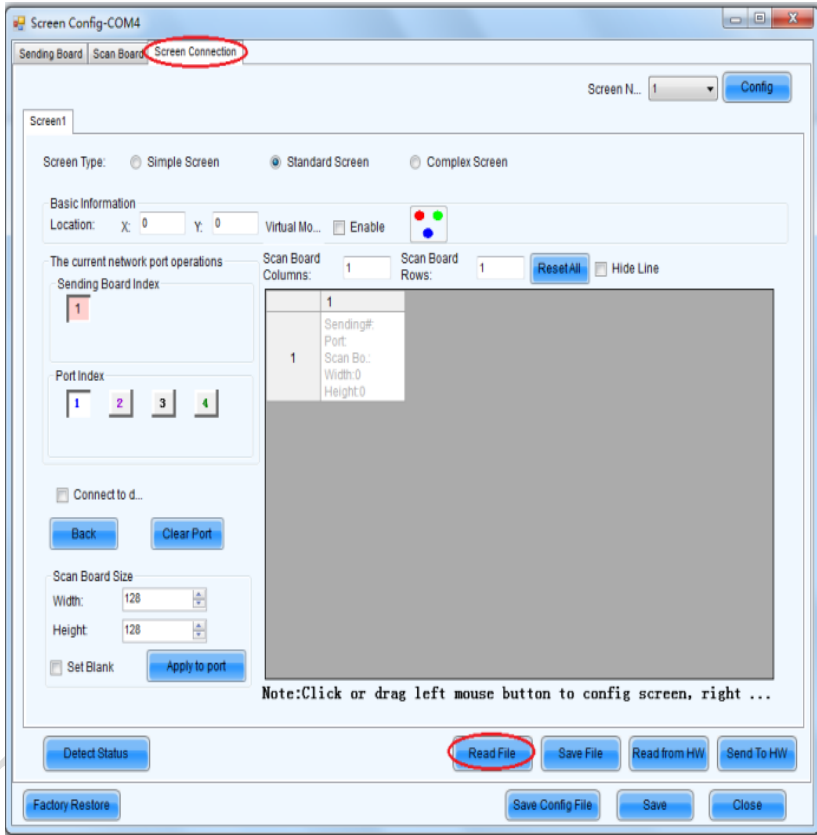 Screen Config-COM4
Sending Board Scan Board Screen Connection
Screen N... 1 Config
Screen1
Screen Type: Simple Screen Standard Screen Complex Screen
Basic Information
Location: X: 0 Y: 0 Virtual Mo... Enable
The current network port operations
Scan Board Columns: 1 Scan Board Rows: 1 Reset All Hide Line
Sending Board Index
1
1
1
Sending#:
Port:
Scan Bo.:
Width:0
Height:0
Port Index
1 2 3 4
Connect to d...
Back Clear Port
Scan Board Size
Width: 128
Height: 128
Set Blank Apply to port
Note:Click or drag left mouse button to config screen, right ...
Detect Status Read File Save File Read from HW Send To HW
Factory Restore Save Config File Save Close